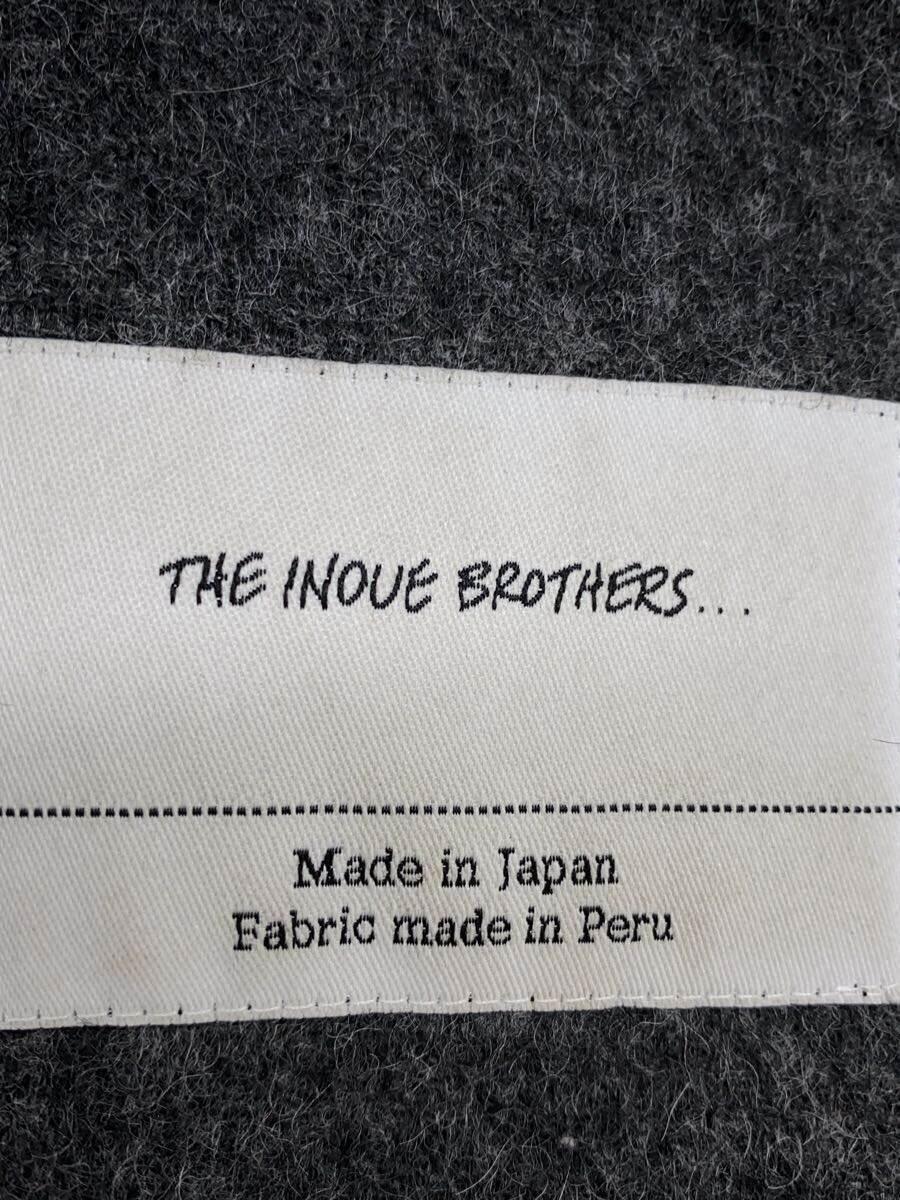 THE INOUE BROTHERS...
Made in Japan
Fabric made in Peru